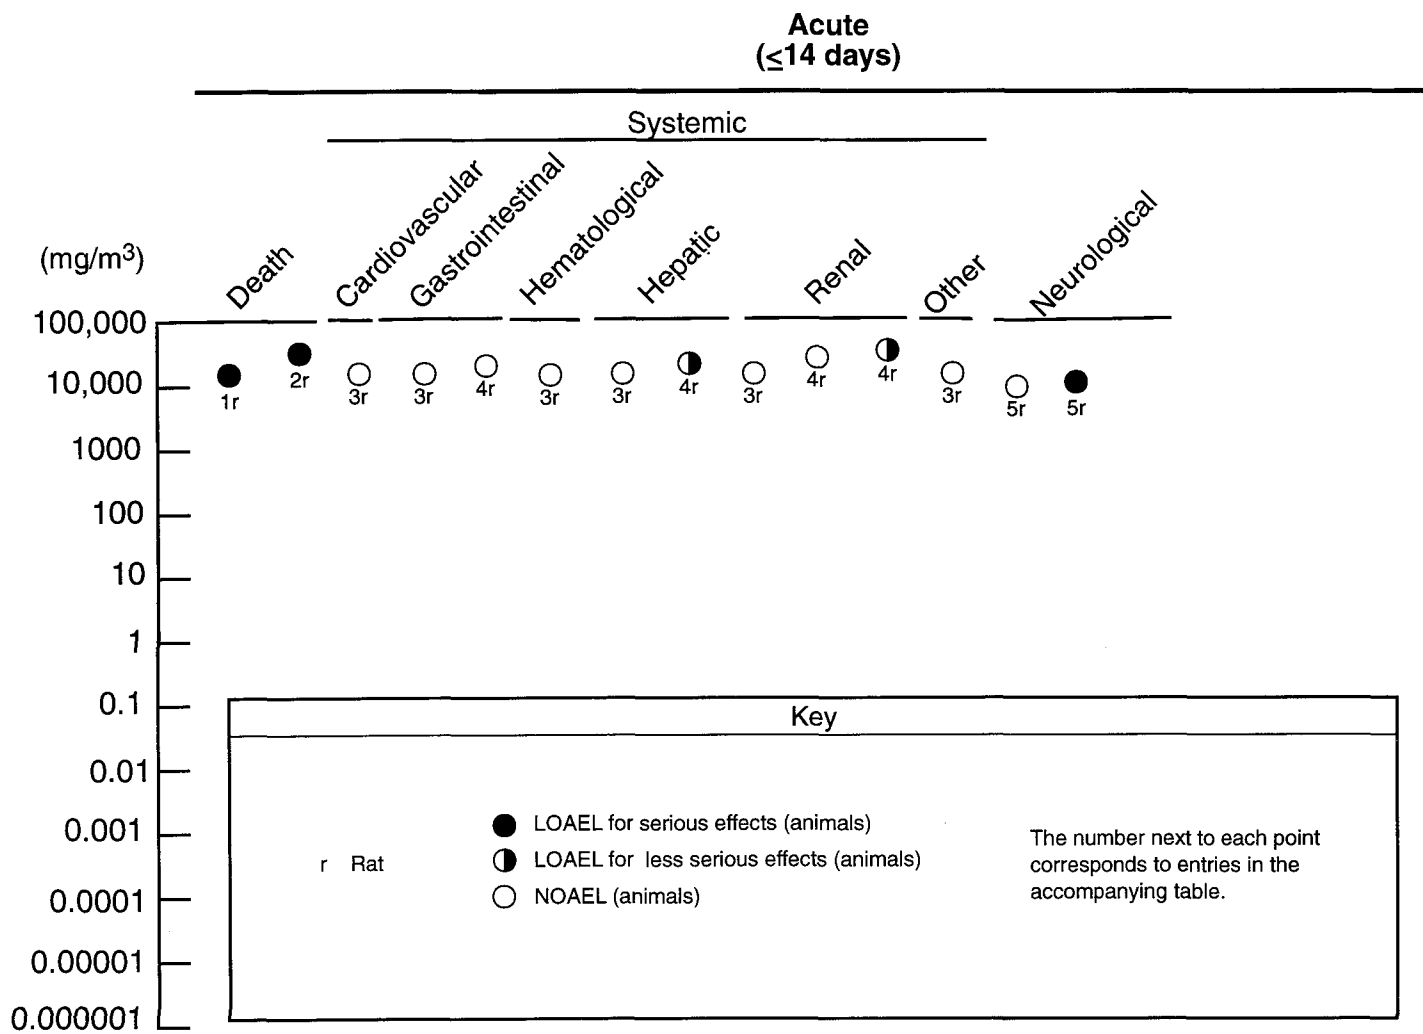 Acute
(≤14 days)
Systemic
(mg/m³)
Death
Cardiovascular
Gastrointestinal
Hematological
Hepatic
Renal
Other
Neurological
100,000
10,000
1000
100
10
1
0.1
0.01
0.001
0.0001
0.00001
0.000001
1r
2r
3r
3r
4r
3r
3r
4r
3r
4r
4r
3r
5r
5r
Key
r Rat
LOAEL for serious effects (animals)
LOAEL for less serious effects (animals)
NOAEL (animals)
The number next to each point
corresponds to entries in the
accompanying table.